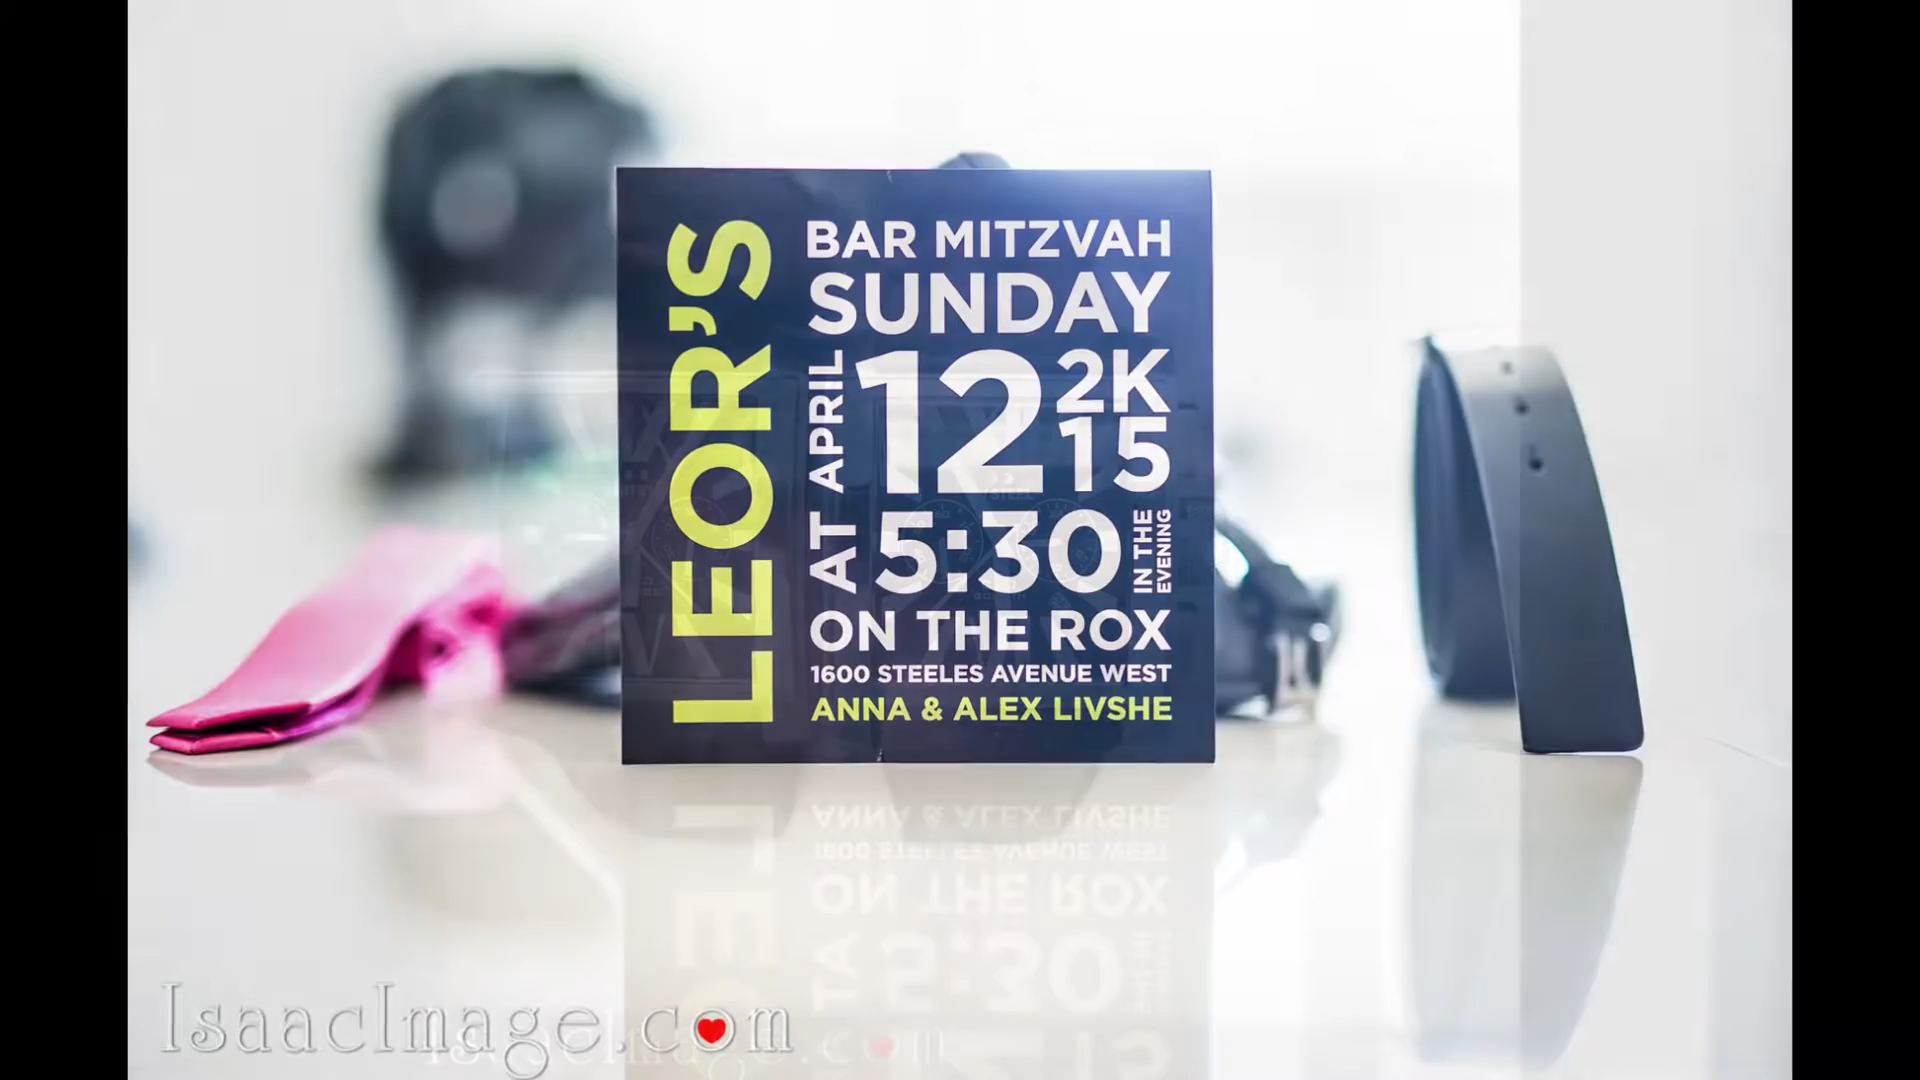 LEOR'S
BAR MITZVAH
SUNDAY
APRIL
12
2K
15
AT
5:30
IN THE
EVENING
ON THE ROX
1600 STEELES AVENUE WEST
ANNA & ALEX LIVSHE
IsaacImage.com